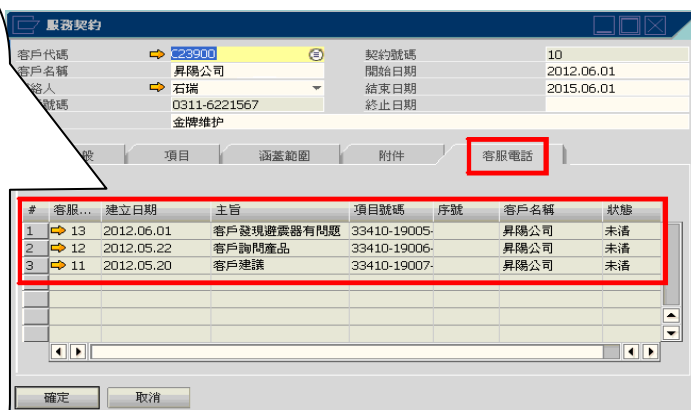 服務契約
客戶代碼 C23900 契約號碼 10
客戶名稱 昇陽公司 開始日期 2012.06.01
絡人 石瑞 結束日期 2015.06.01
號碼 0311-6221567 終止日期
金牌维护
般 項目 涵蓋範圍 附件 客服電話
# 客服... 建立日期 主旨 項目號碼 序號 客戶名稱 狀態
1 13 2012.06.01 客戶發現避震器有問題 33410-19005- 昇陽公司 未清
2 12 2012.05.22 客戶詢問產品 33410-19006- 昇陽公司 未清
3 11 2012.05.20 客戶建議 33410-19007- 昇陽公司 未清
確定 取消